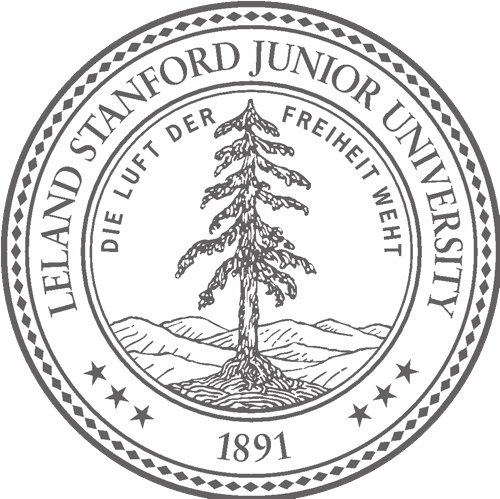 LELAND STANFORD JUNIOR UNIVERSITY
DIE LUFT DER FREIHEIT WEHT
1891